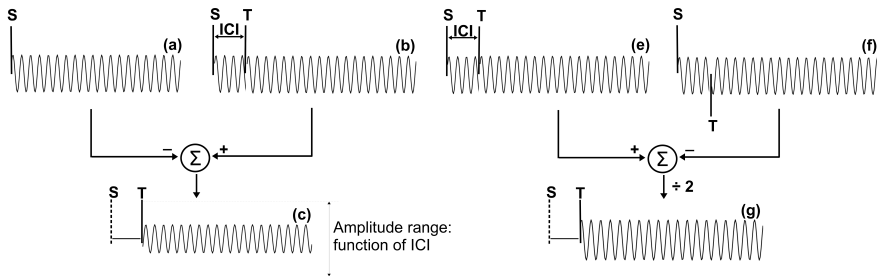 S
(a)
S
T
ICI
(b)
S
T
ICI
(e)
S
T
(f)
− Σ +
+ Σ −
÷ 2
S
T
(c)
Amplitude range:
function of ICI
S
T
(g)